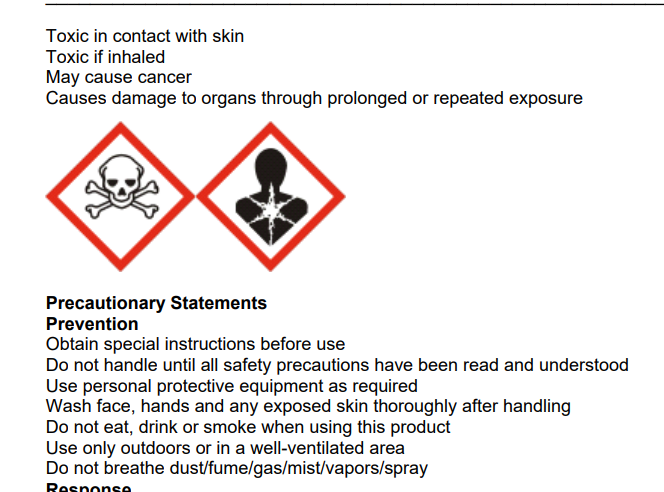 Toxic in contact with skin
Toxic if inhaled
May cause cancer
Causes damage to organs through prolonged or repeated exposure
Precautionary Statements
Prevention
Obtain special instructions before use
Do not handle until all safety precautions have been read and understood
Use personal protective equipment as required
Wash face, hands and any exposed skin thoroughly after handling
Do not eat, drink or smoke when using this product
Use only outdoors or in a well-ventilated area
Do not breathe dust/fume/gas/mist/vapors/spray
Response